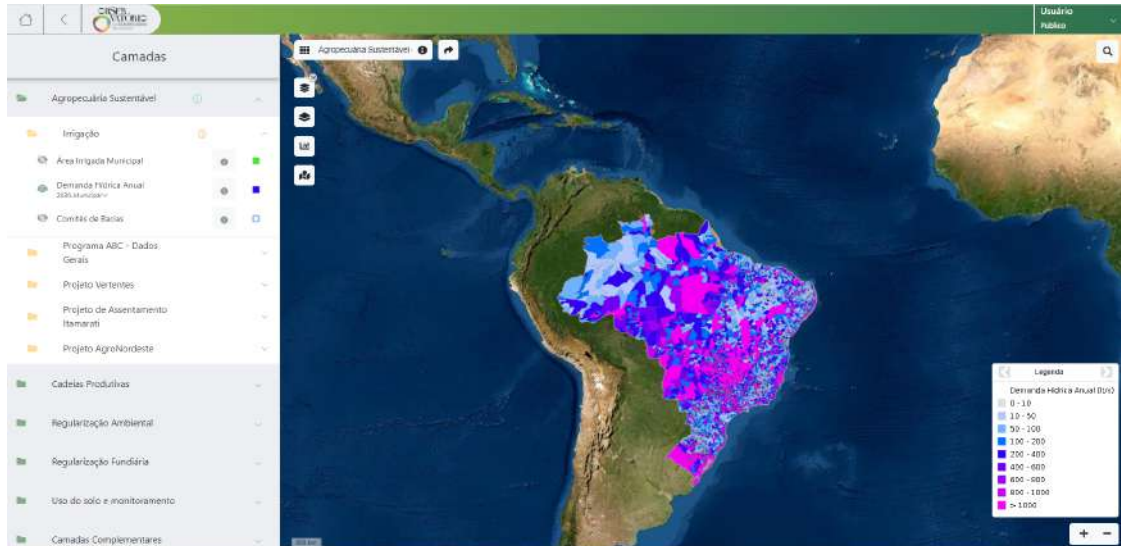 Usuário
Público
Camadas
Agropecuária Sustentável
Agropecuária Sustentável
Irrigação
Área Irrigada Municipal
Demanda Hídrica Anual
Comitês de Bacias
Programa ABC - Dados
Gerais
Projeto Vertentes
Projeto de Assentamento
Itamarati
Projeto AgroNordeste
Cadeias Produtivas
Regularização Ambiental
Regularização Fundiária
Uso do solo e monitoramento
Camadas Complementares
Legenda
Demanda Hídrica Anual (lt/s)
0 - 10
10 - 50
50 - 100
100 - 200
200 - 400
400 - 600
600 - 800
800 - 1000
> 1000